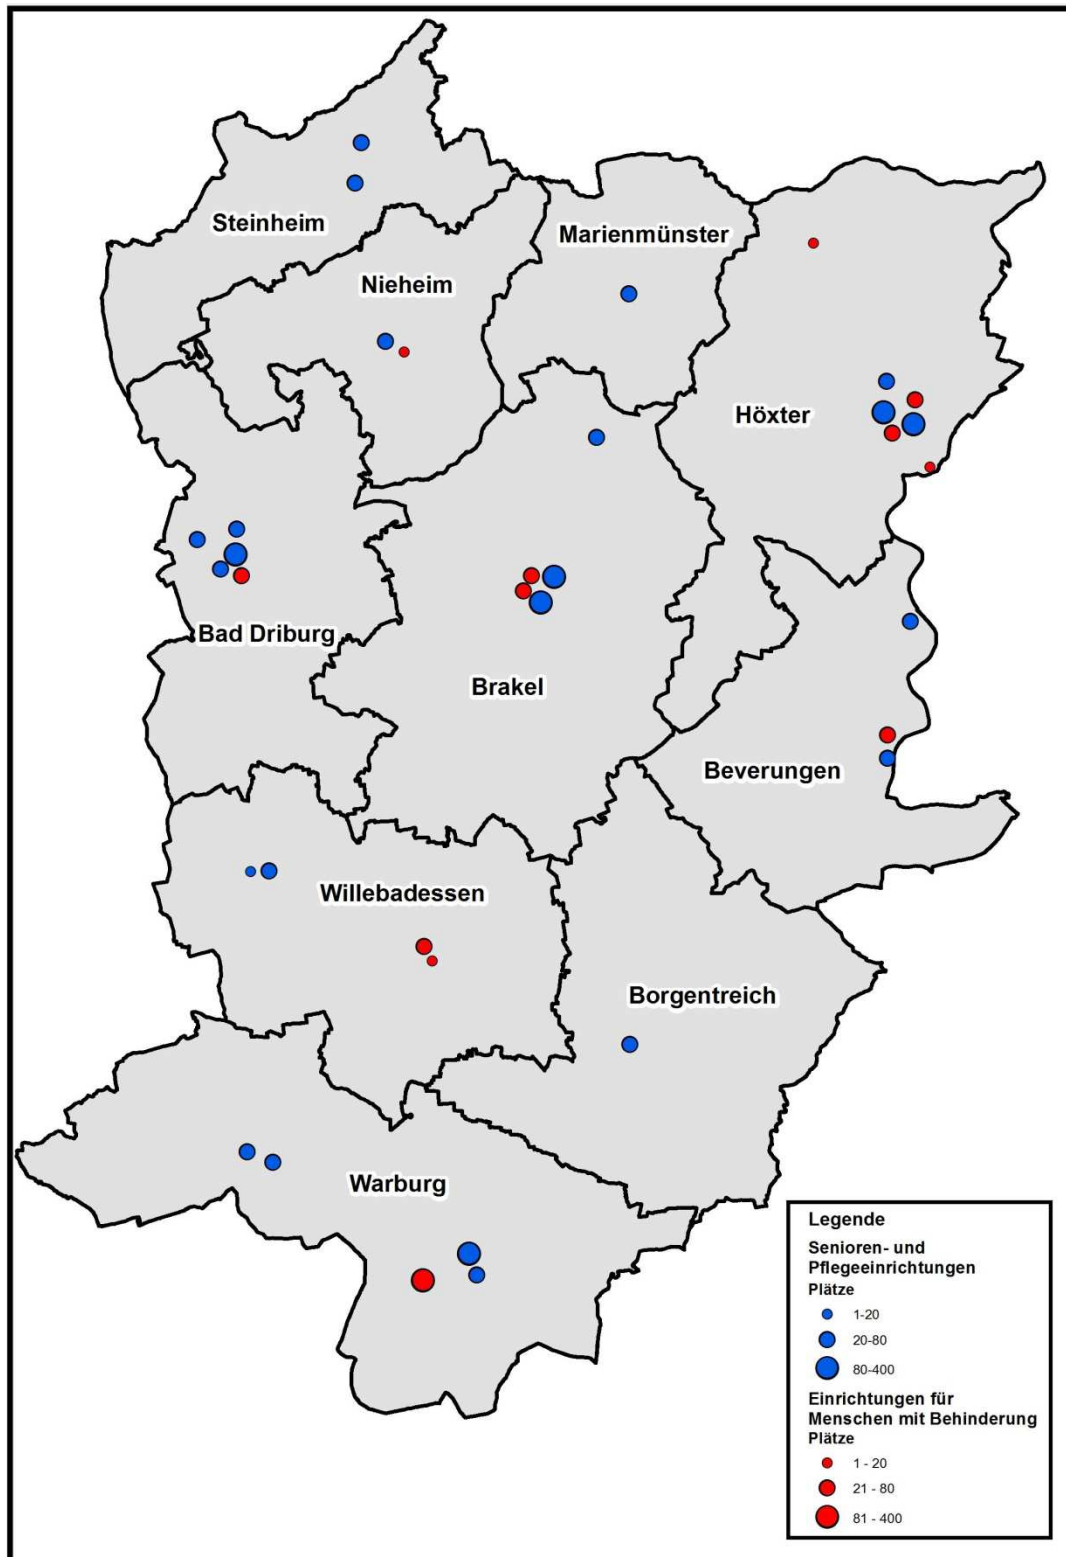 Steinheim
Marienmünster
Nieheim
Höxter
Bad Driburg
Brakel
Beverungen
Willebadessen
Borgentreich
Warburg
Legende
Senioren- und
Pflegeeinrichtungen
Plätze
1-20
20-80
80-400
Einrichtungen für
Menschen mit Behinderung
Plätze
1 - 20
21 - 80
81 - 400